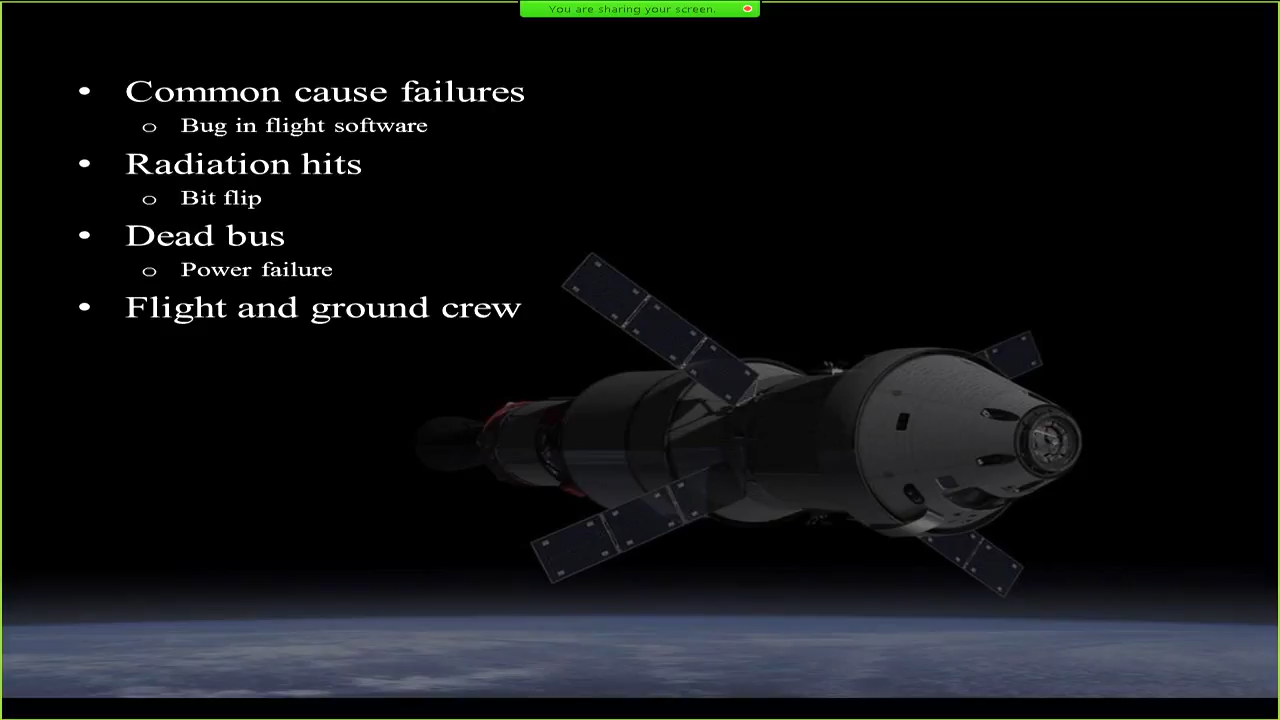 You are sharing your screen.
• Common cause failures
o Bug in flight software
• Radiation hits
o Bit flip
• Dead bus
o Power failure
• Flight and ground crew